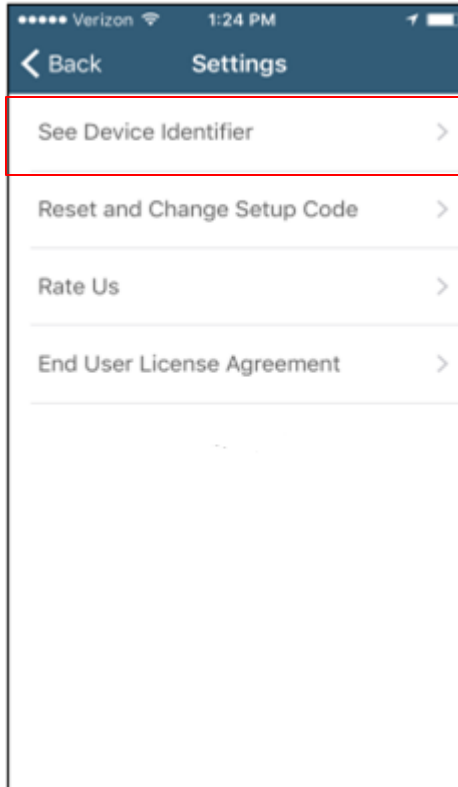 Verizon 1:24 PM
Back Settings
See Device Identifier
Reset and Change Setup Code
Rate Us
End User License Agreement